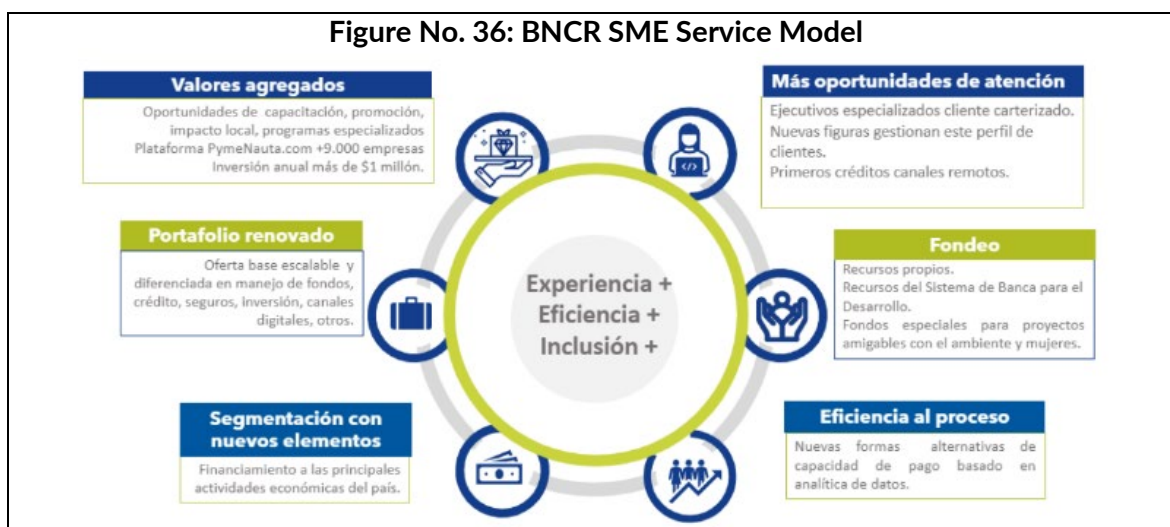 Figure No. 36: BNCR SME Service Model
Valores agregados
Oportunidades de capacitación, promoción,
impacto local, programas especializados
Plataforma PymeNauta.com +9.000 empresas
Inversión anual más de $1 millón.
Más oportunidades de atención
Ejecutivos especializados cliente carterizado.
Nuevas figuras gestionan este perfil de
clientes.
Primeros créditos canales remotos.
Portafolio renovado
Oferta base escalable y
diferenciada en manejo de fondos,
crédito, seguros, inversión, canales
digitales, otros.
Experiencia +
Eficiencia +
Inclusión +
Fondeo
Recursos propios.
Recursos del Sistema de Banca para el
Desarrollo.
Fondos especiales para proyectos
amigables con el ambiente y mujeres.
Segmentación con
nuevos elementos
Financiamiento a las principales
actividades económicas del país.
Eficiencia al proceso
Nuevas formas alternativas de
capacidad de pago basado en
analítica de datos.